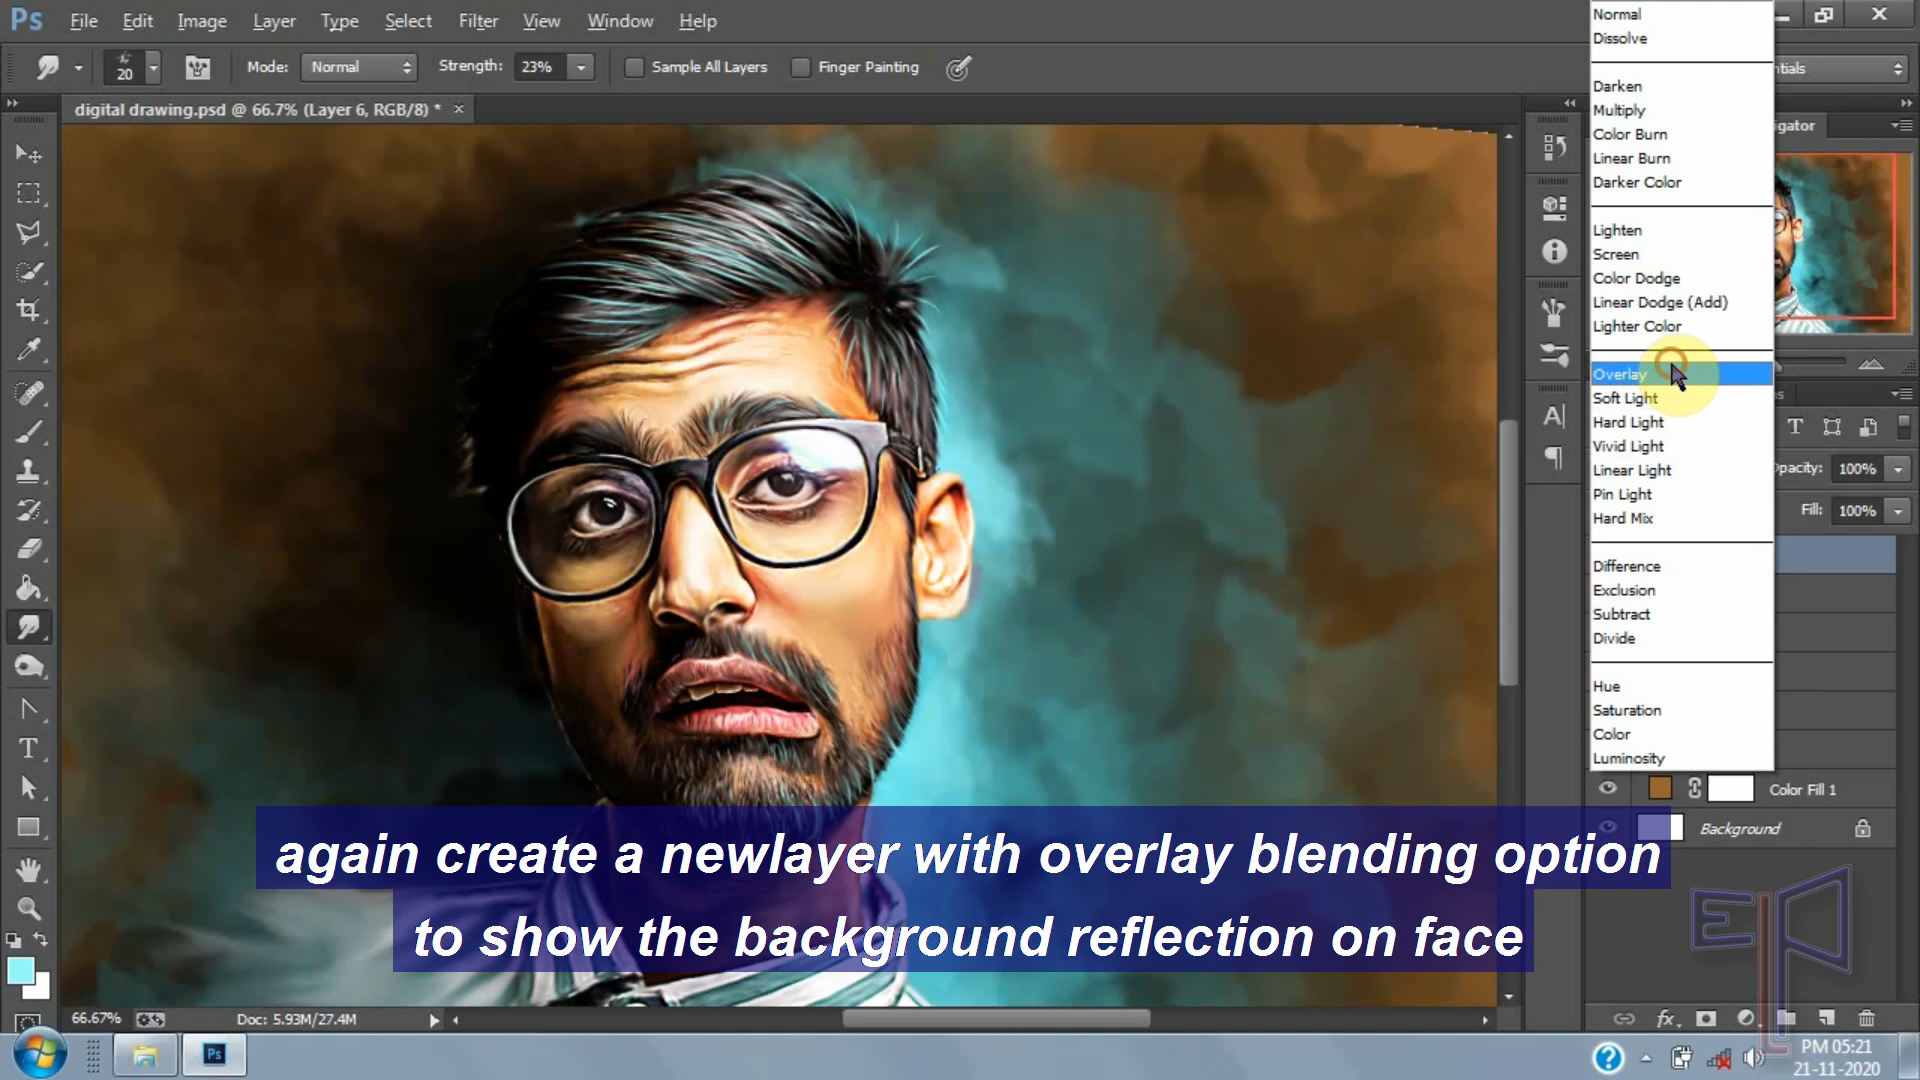 Ps File Edit Image Layer Type Select Filter View Window Help
20 Mode: Normal Strength: 23% Sample All Layers Finger Painting
digital drawing.psd @ 66.7% (Layer 6, RGB/8) * ×
Normal
Dissolve
Darken
Multiply
Color Burn
Linear Burn
Darker Color
Lighten
Screen
Color Dodge
Linear Dodge (Add)
Lighter Color
Overlay
Soft Light
Hard Light
Vivid Light
Linear Light
Pin Light
Hard Mix
Difference
Exclusion
Subtract
Divide
Hue
Saturation
Color
Luminosity
100%
Fill: 100%
Color Fill 1
Background
again create a newlayer with overlay blending option
to show the background reflection on face
66.67% Doc: 5.93M/27.4M
fx
Ps
PM 05:21
21-11-2020